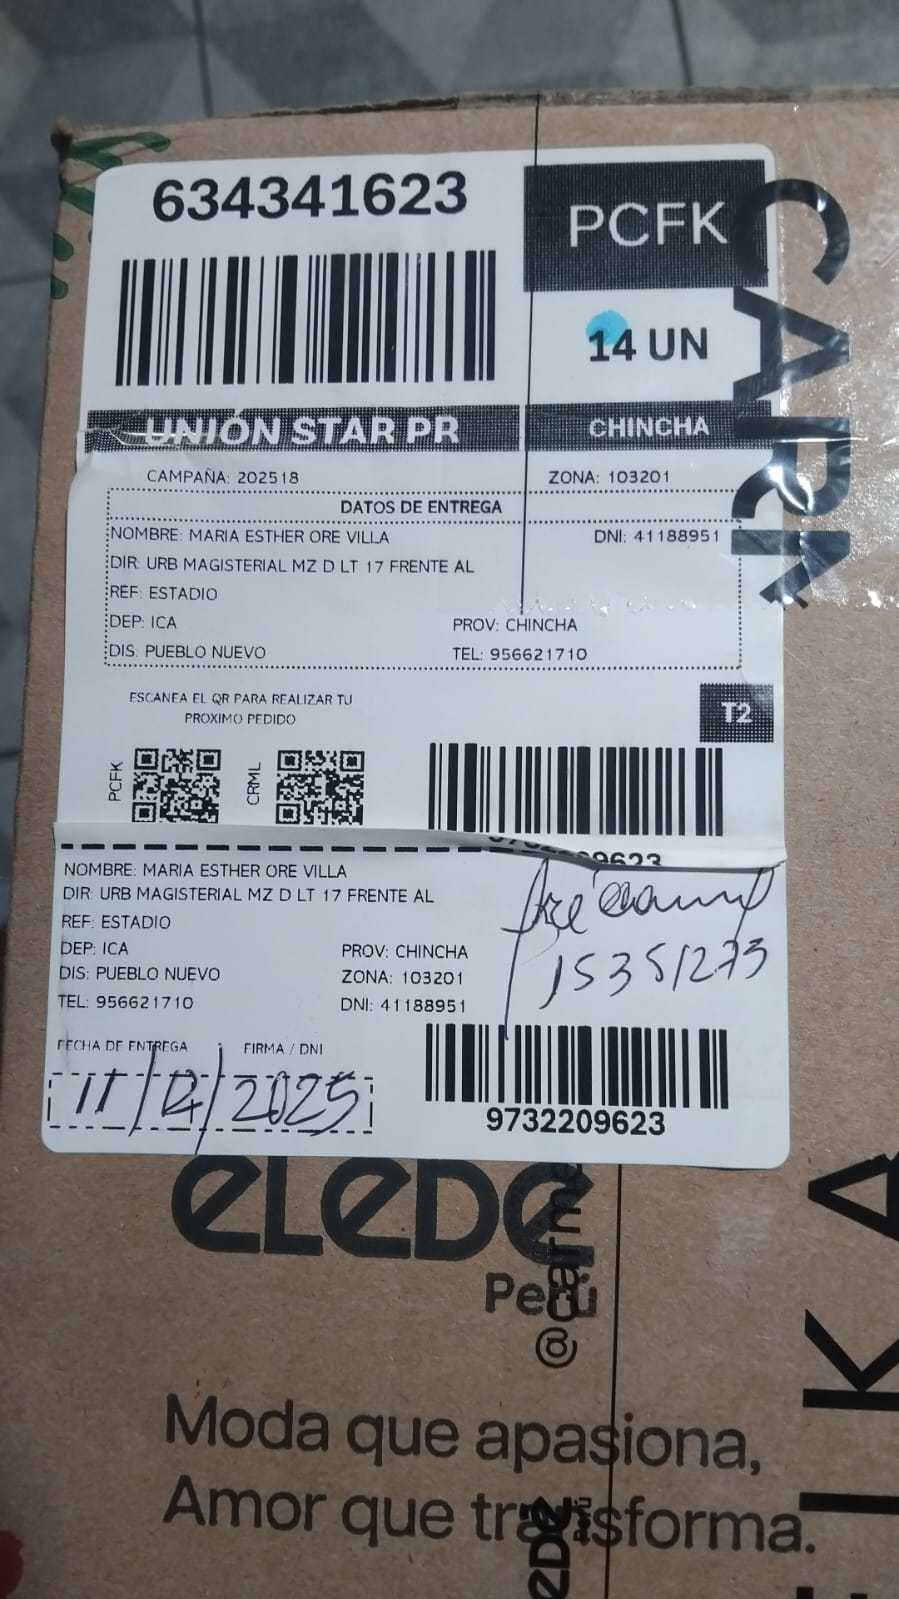 634341623
PCFK
14 UN
UNIÓN STAR PR
CHINCHA
CAMPAÑA: 202518
ZONA: 103201
DATOS DE ENTREGA
NOMBRE: MARIA ESTHER ORE VILLA
DNI: 41188951
DIR: URB MAGISTERIAL MZ D LT 17 FRENTE AL
REF: ESTADIO
DEP: ICA
PROV: CHINCHA
DIS: PUEBLO NUEVO
TEL: 956621710
ESCANEA EL QR PARA REALIZAR TU
PROXIMO PEDIDO
T2
PCFK
CRML
NOMBRE: MARIA ESTHER ORE VILLA
DIR: URB MAGISTERIAL MZ D LT 17 FRENTE AL
REF: ESTADIO
DEP: ICA
PROV: CHINCHA
DIS: PUEBLO NUEVO
ZONA: 103201
TEL: 956621710
DNI: 41188951
15351273
FECHA DE ENTREGA
FIRMA / DNI
11/12/2025
9732209623
eLeDe
Perú
@carme
Moda que apasiona,
Amor que transforma.
CARM
IKA